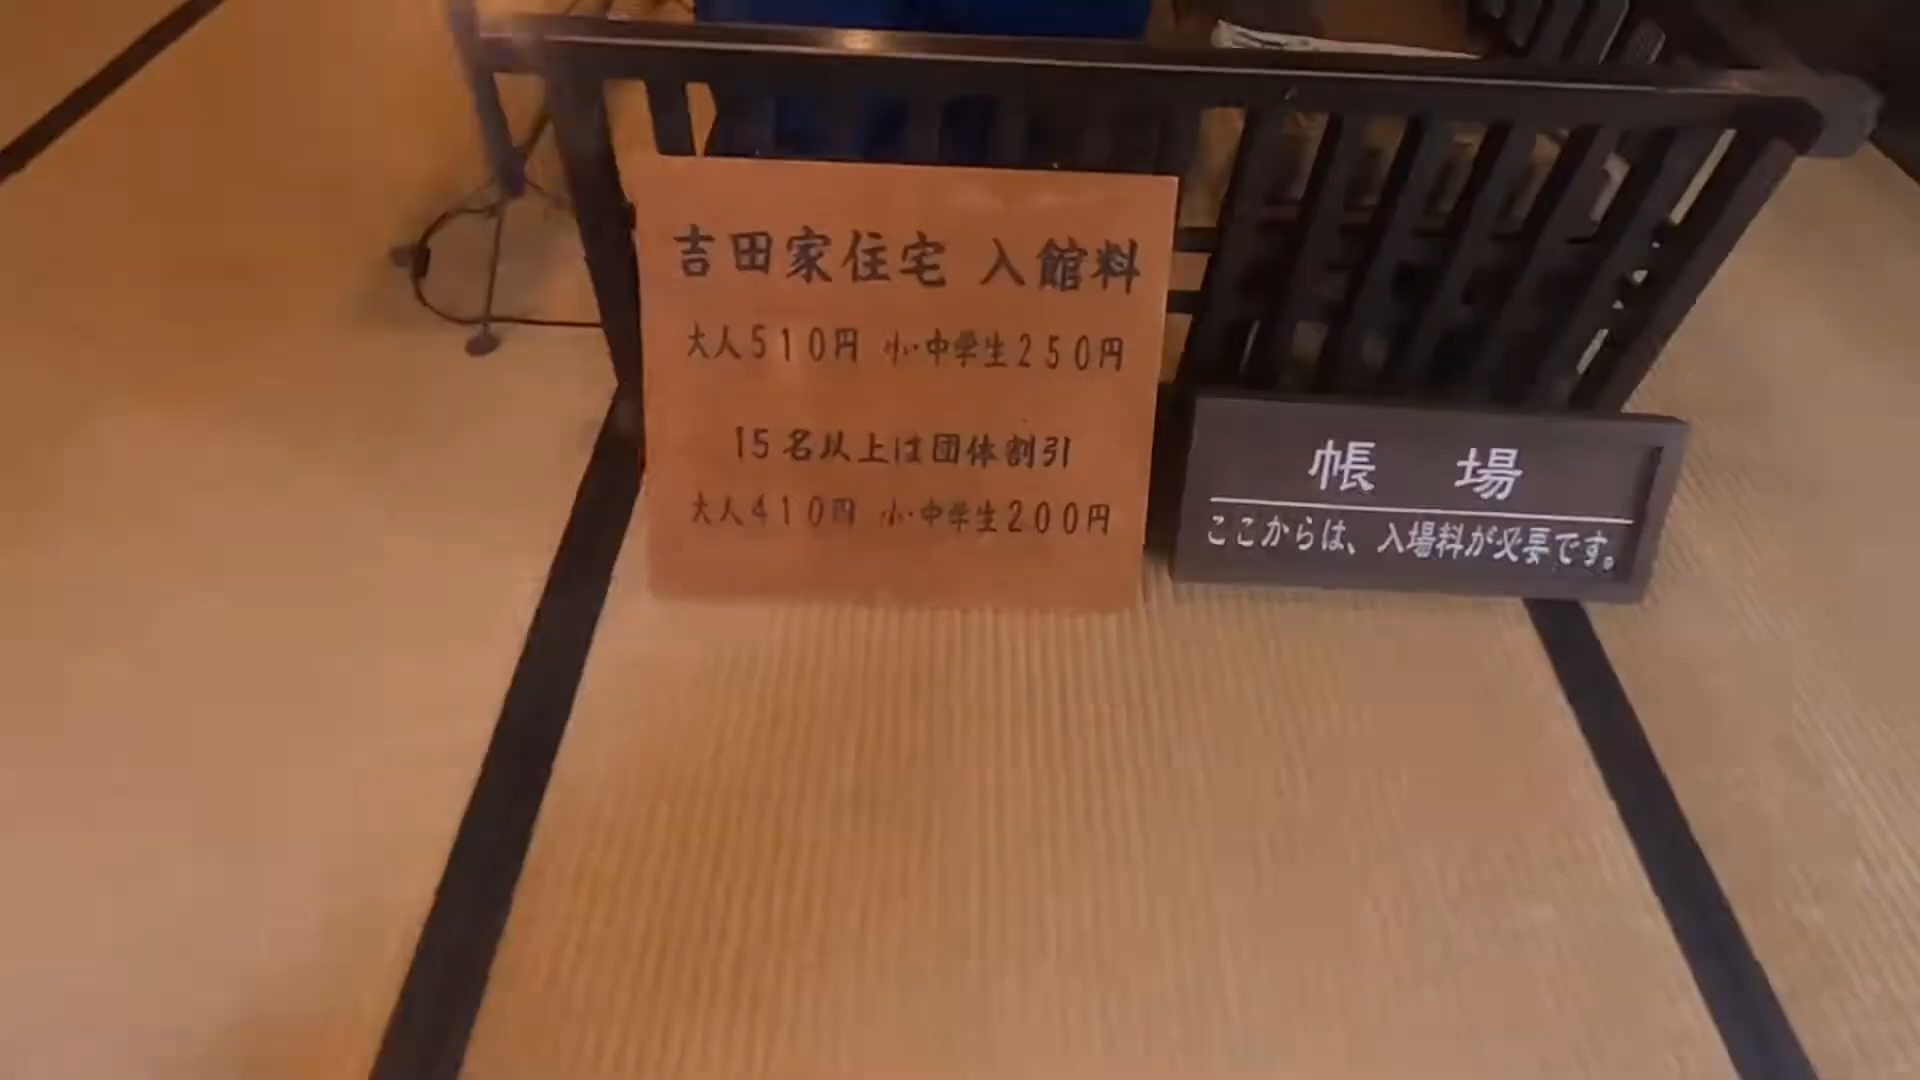 吉田家住宅 入館料
大人510円 小・中学生250円
15名以上は団体割引
大人410円 小・中学生200円
帳 場
ここからは、入場料が必要です。